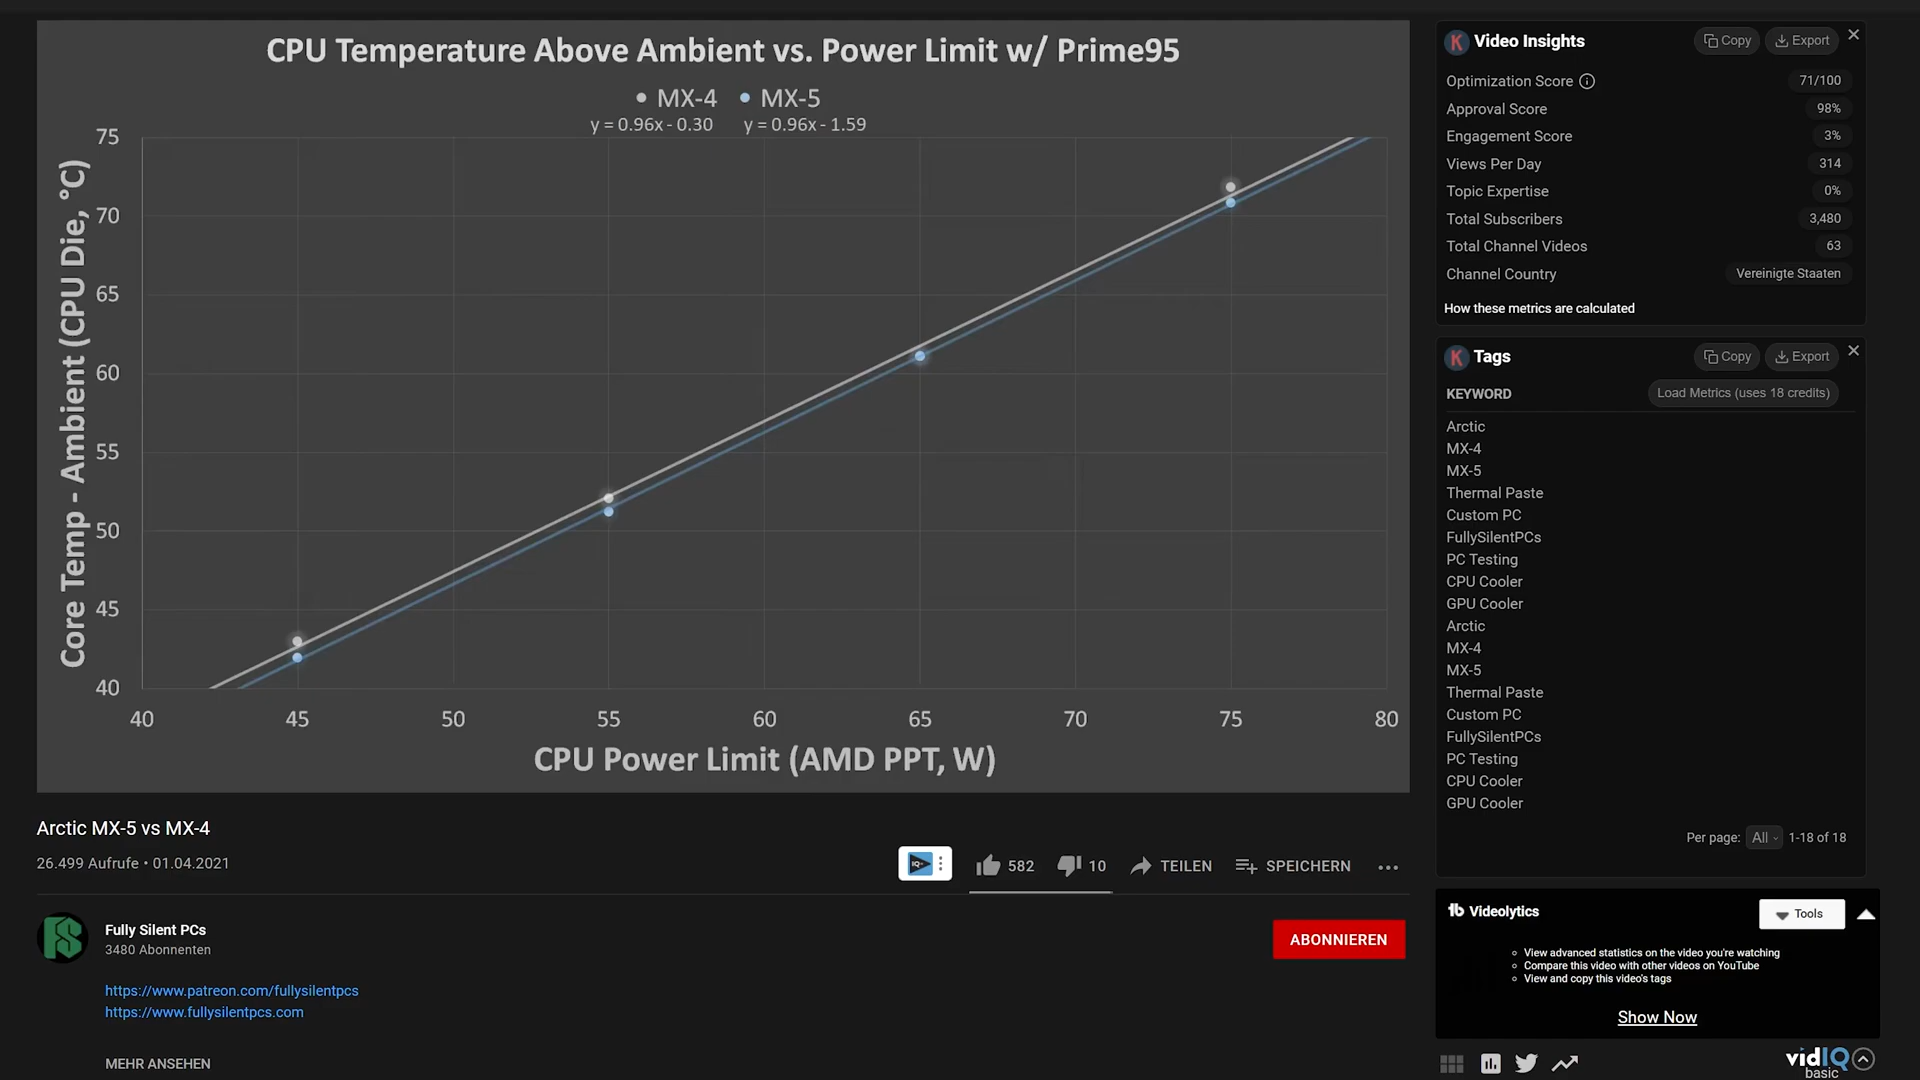 CPU Temperature Above Ambient vs. Power Limit w/ Prime95
MX-4 MX-5
y = 0.96x - 0.30 y = 0.96x - 1.59
Core Temp - Ambient (CPU Die, °C)
75
70
65
60
55
50
45
40
40 45 50 55 60 65 70 75 80
CPU Power Limit (AMD PPT, W)
Arctic MX-5 vs MX-4
26.499 Aufrufe • 01.04.2021
IQ
582 10 TEILEN SPEICHERN
Fully Silent PCs
3480 Abonnenten
ABONNIEREN
https://www.patreon.com/fullysilentpcs
https://www.fullysilentpcs.com
MEHR ANSEHEN
K Video Insights Copy Export
Optimization Score 71/100
Approval Score 98%
Engagement Score 3%
Views Per Day 314
Topic Expertise 0%
Total Subscribers 3,480
Total Channel Videos 63
Channel Country Vereinigte Staaten
How these metrics are calculated
K Tags Copy Export
KEYWORD Load Metrics (uses 18 credits)
Arctic
MX-4
MX-5
Thermal Paste
Custom PC
FullySilentPCs
PC Testing
CPU Cooler
GPU Cooler
Arctic
MX-4
MX-5
Thermal Paste
Custom PC
FullySilentPCs
PC Testing
CPU Cooler
GPU Cooler
Per page: All 1-18 of 18
tb Videolytics Tools
View advanced statistics on the video you're watching
Compare this video with other videos on YouTube
View and copy this video's tags
Show Now
vidIQ
basic